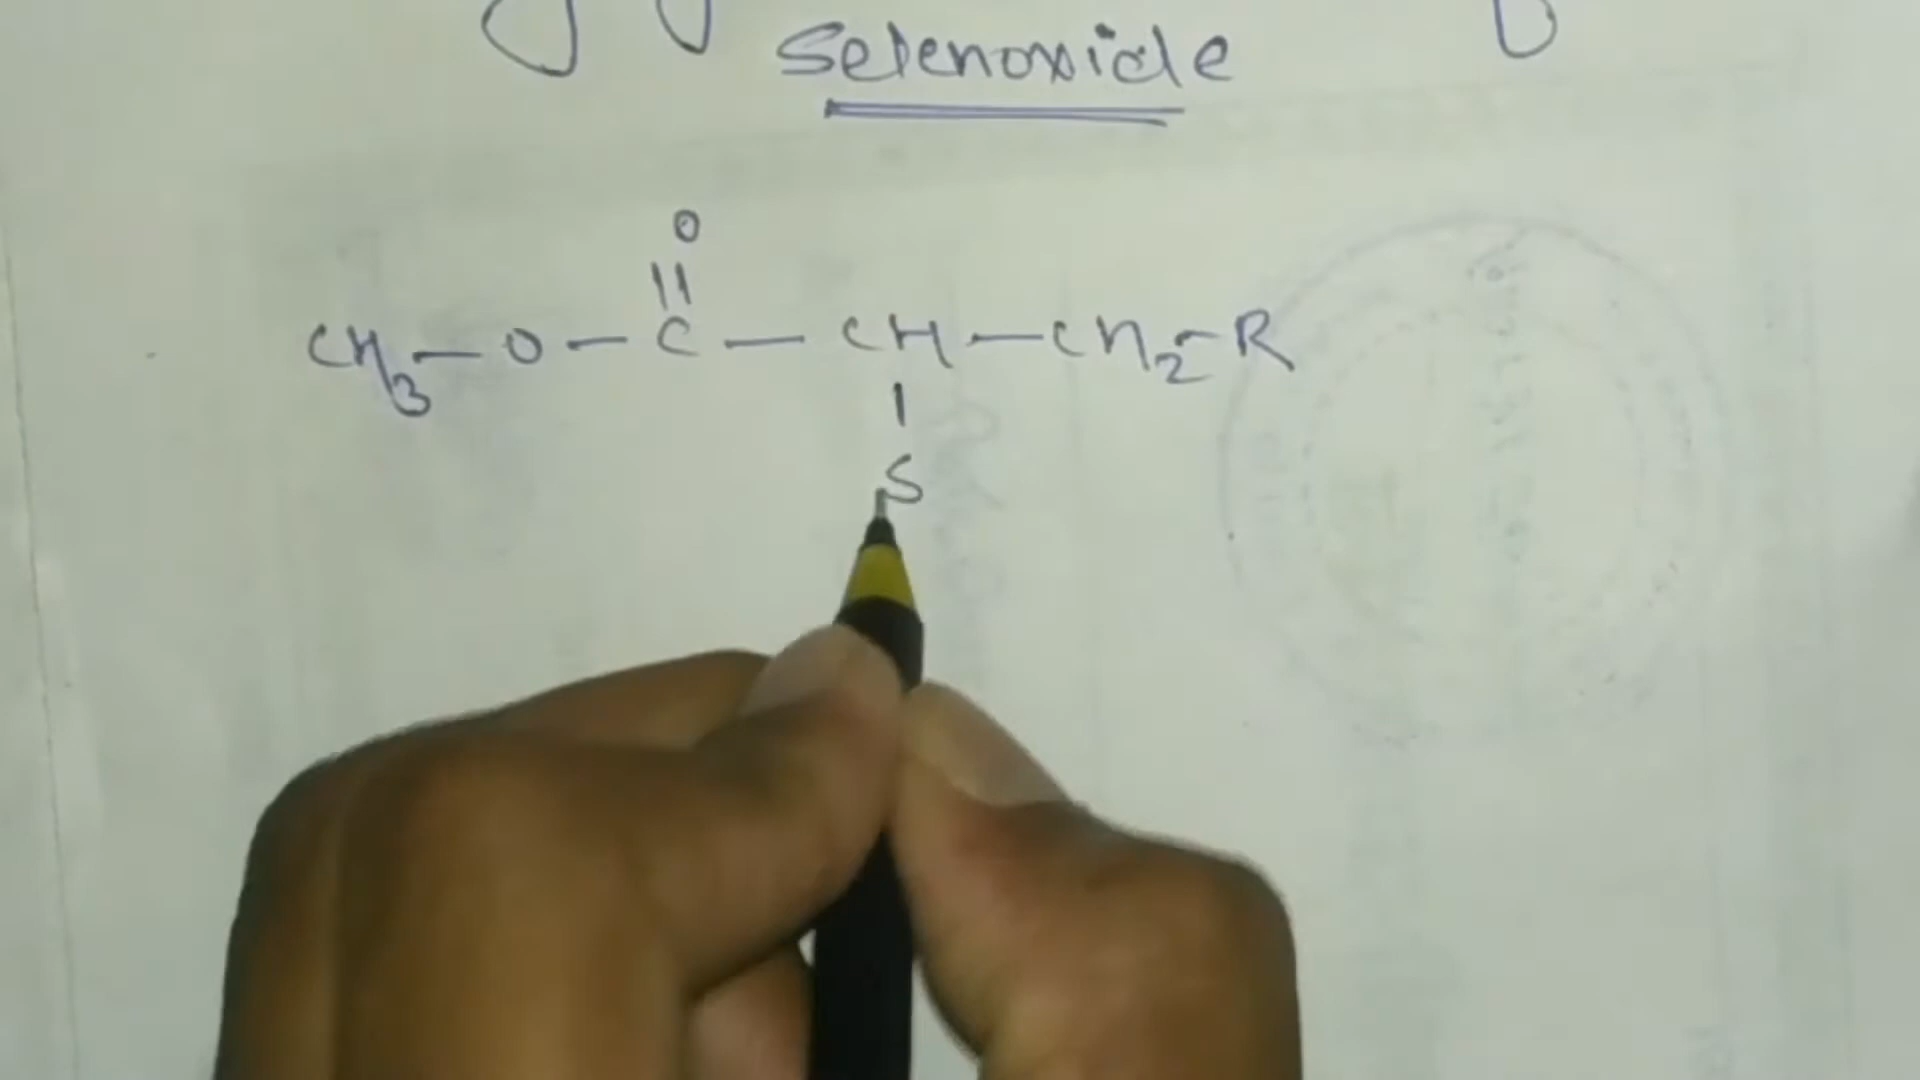 Selenoxide
O
||
CH3—O—C—CH—CH2—R
|
S